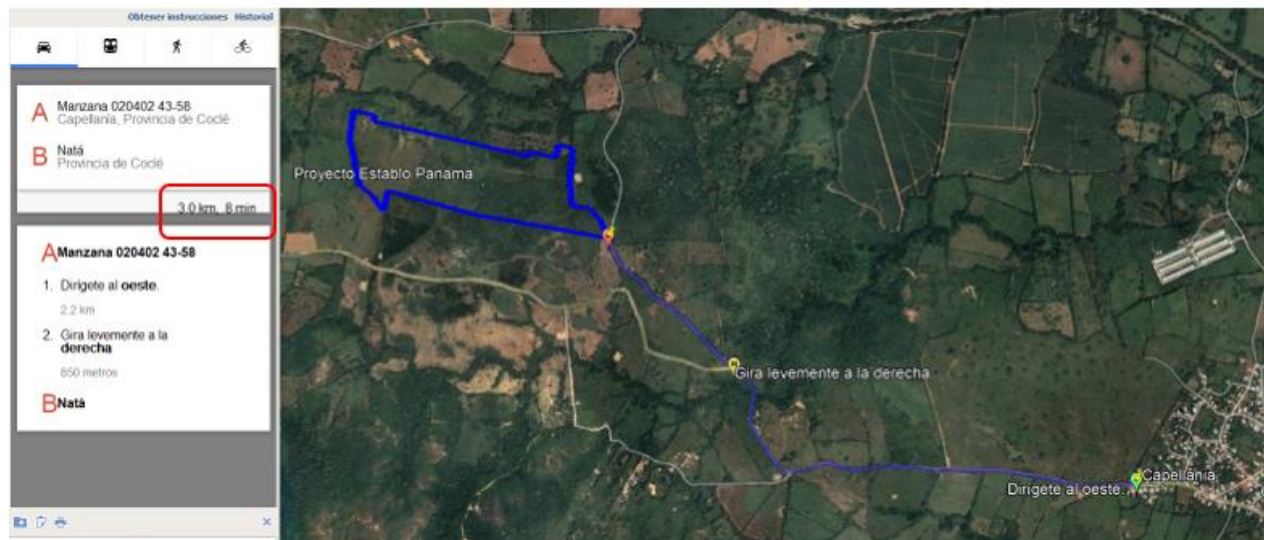 Obtener instrucciones Historial
A Manzana 020402 43-58
Capellanía, Provincia de Coclé
B Natá
Provincia de Coclé
3.0 km, 8 min
A Manzana 020402 43-58
1. Dirígete al oeste.
2.2 km
2. Gira levemente a la
derecha
850 metros
B Natá
Proyecto Establo Panama
Gira levemente a la derecha
Capellanía
Dirígete al oeste.